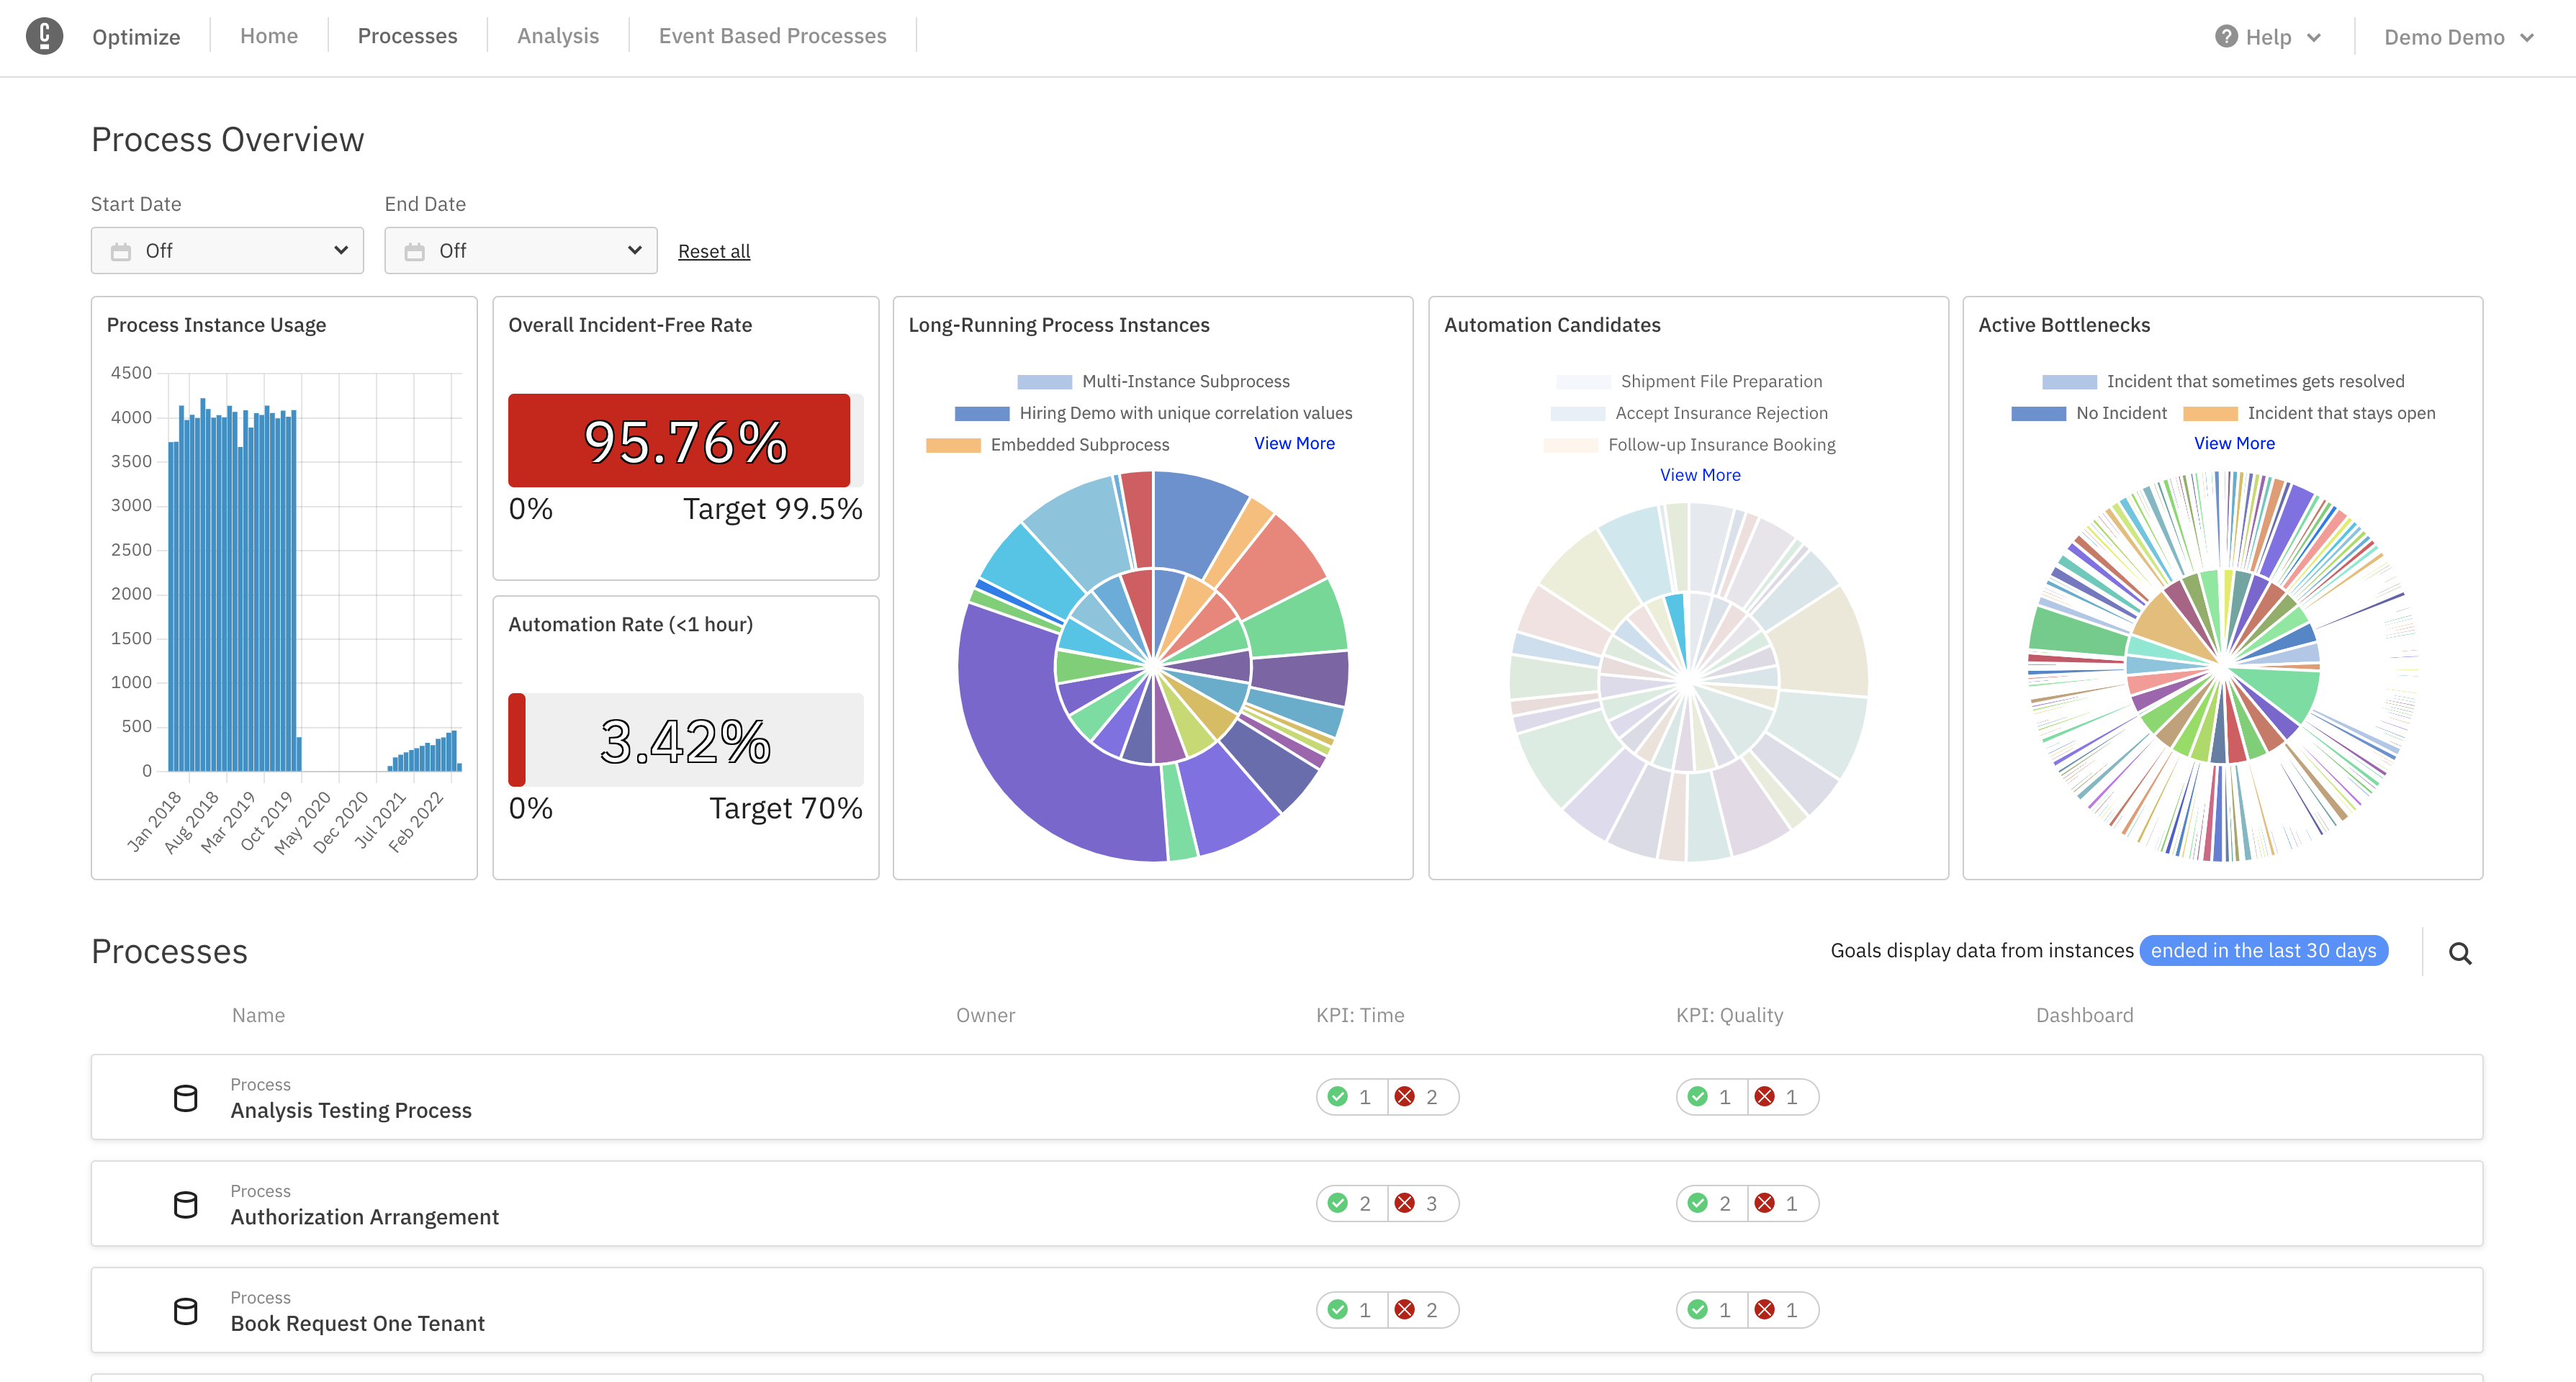 Optimize Home Processes Analysis Event Based Processes Help Demo Demo
Process Overview
Start Date End Date
Off Off Reset all
Process Instance Usage
4500
4000
3500
3000
2500
2000
1500
1000
500
0
Jan 2018 Aug 2018 Mar 2019 Oct 2019 May 2020 Dec 2020 Jul 2021 Feb 2022
Overall Incident-Free Rate
95.76%
0% Target 99.5%
Automation Rate (<1 hour)
3.42%
0% Target 70%
Long-Running Process Instances
Multi-Instance Subprocess
Hiring Demo with unique correlation values
Embedded Subprocess View More
Automation Candidates
Shipment File Preparation
Accept Insurance Rejection
Follow-up Insurance Booking
View More
Active Bottlenecks
Incident that sometimes gets resolved
No Incident Incident that stays open
View More
Processes Goals display data from instances ended in the last 30 days
Name Owner KPI: Time KPI: Quality Dashboard
Process
Analysis Testing Process 1 2 1 1
Process
Authorization Arrangement 2 3 2 1
Process
Book Request One Tenant 1 2 1 1